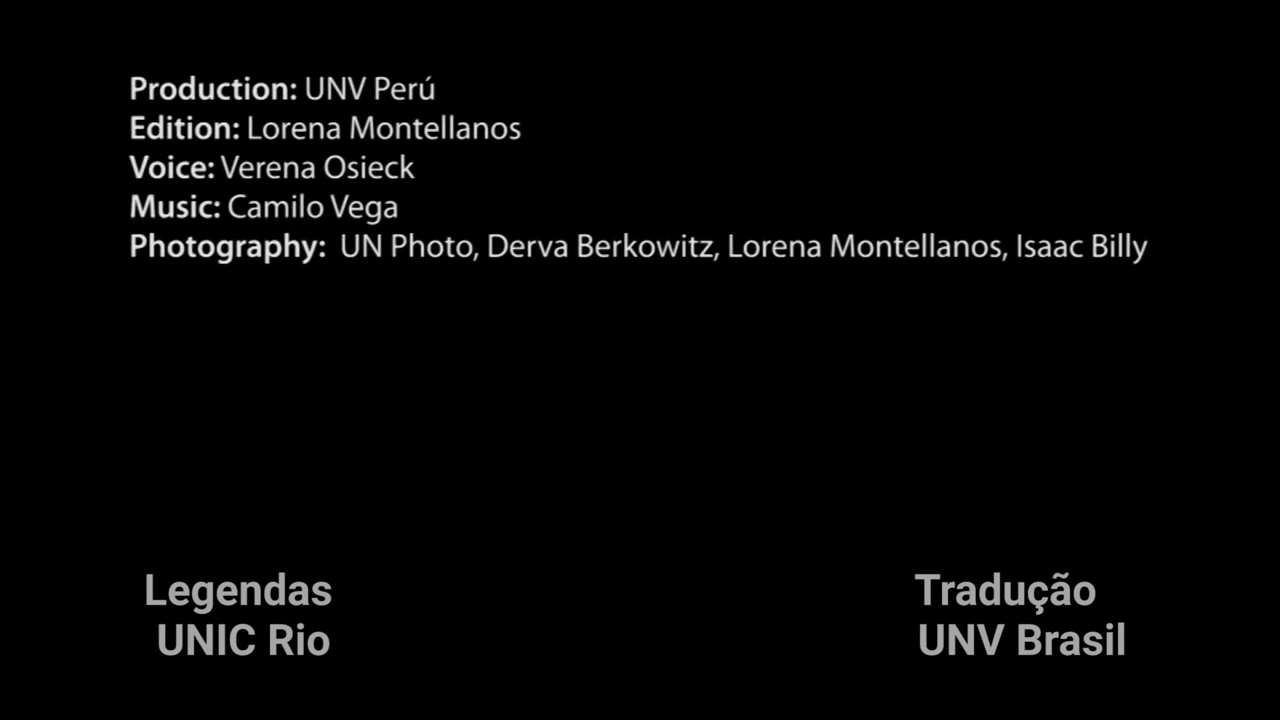 Production: UNV Perú
Edition: Lorena Montellanos
Voice: Verena Osieck
Music: Camilo Vega
Photography: UN Photo, Derva Berkowitz, Lorena Montellanos, Isaac Billy
Legendas
UNIC Rio
Tradução
UNV Brasil